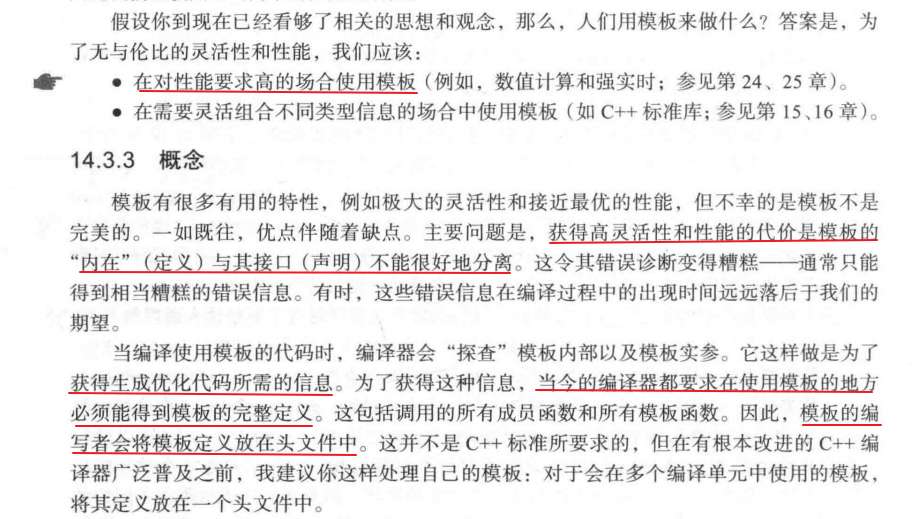 假设你到现在已经看够了相关的思想和观念，那么，人们用模板来做什么？答案是，为
了无与伦比的灵活性和性能，我们应该：
• 在对性能要求高的场合使用模板（例如，数值计算和强实时；参见第 24、25 章）。
• 在需要灵活组合不同类型信息的场合中使用模板（如 C++ 标准库；参见第 15、16 章）。
14.3.3 概念
模板有很多有用的特性，例如极大的灵活性和接近最优的性能，但不幸的是模板不是
完美的。一如既往，优点伴随着缺点。主要问题是，获得高灵活性和性能的代价是模板的
“内在”（定义）与其接口（声明）不能很好地分离。这令其错误诊断变得糟糕——通常只能
得到相当糟糕的错误信息。有时，这些错误信息在编译过程中的出现时间远远落后于我们的
期望。
当编译使用模板的代码时，编译器会“探查”模板内部以及模板实参。它这样做是为了
获得生成优化代码所需的信息。为了获得这种信息，当今的编译器都要求在使用模板的地方
必须能得到模板的完整定义。这包括调用的所有成员函数和所有模板函数。因此，模板的编
写者会将模板定义放在头文件中。这并不是 C++ 标准所要求的，但在有根本改进的 C++ 编
译器广泛普及之前，我建议你这样处理自己的模板：对于会在多个编译单元中使用的模板，
将其定义放在一个头文件中。